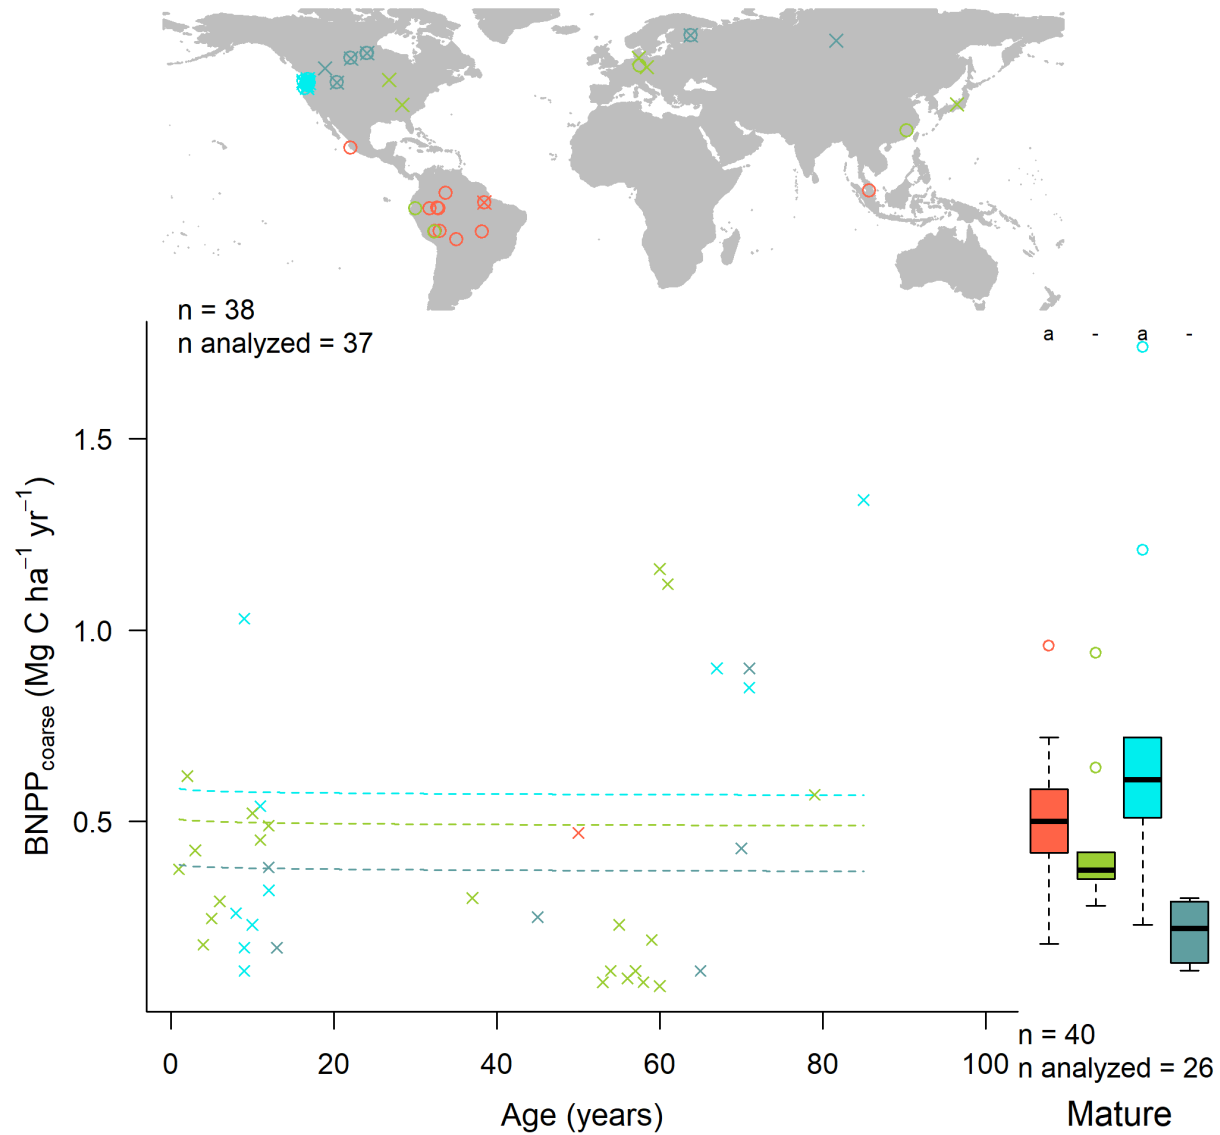 n = 38
n analyzed = 37
a - a -
1.5
1.0
0.5
BNPPcoarse (Mg C ha−1 yr−1)
0 20 40 60 80 100
n = 40
n analyzed = 26
Age (years)
Mature